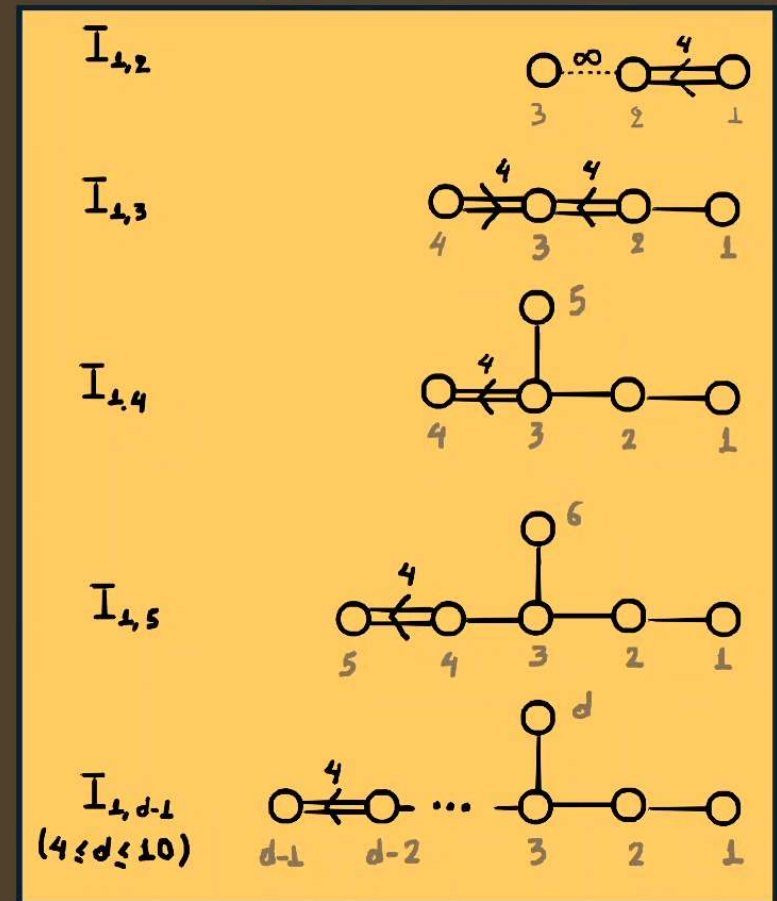 I1,2
4
∞
3 2 1
I1,3
4 4
4 3 2 1
I1.4
5
4
4 3 2 1
I1,5
6
4
5 4 3 2 1
I1,d-1
(4 ≤ d ≤ 10)
d
4
...
d-1 d-2 3 2 1